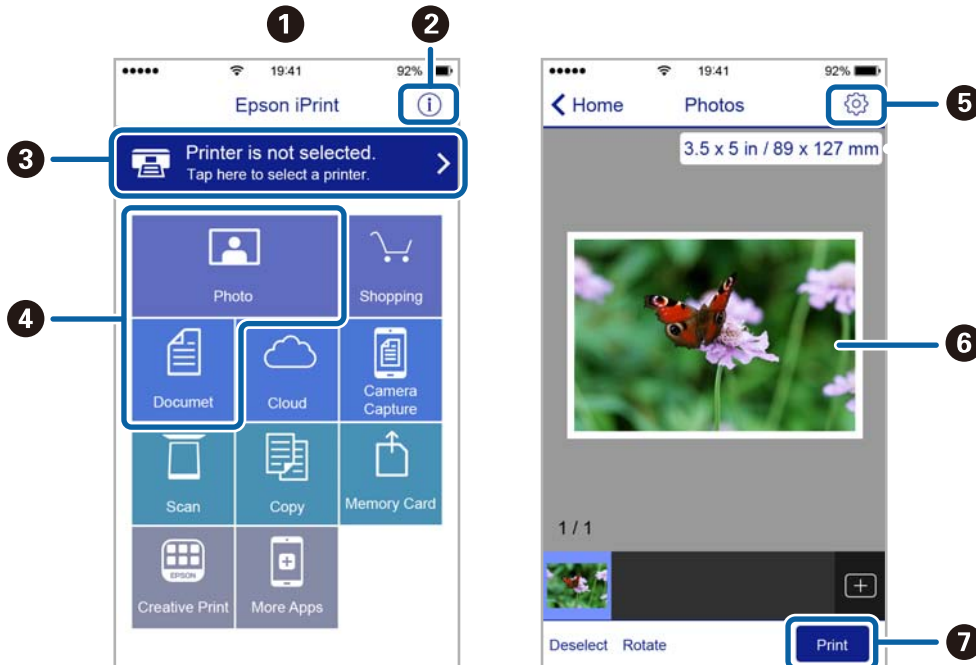 1
2
19:41
92%
Epson iPrint
3
Printer is not selected.
Tap here to select a printer.
4
Photo
Shopping
Documet
Cloud
Camera
Capture
Scan
Copy
Memory Card
EPSON
Creative Print
More Apps
19:41
92%
Home
Photos
5
3.5 x 5 in / 89 x 127 mm
6
1 / 1
Deselect
Rotate
Print
7